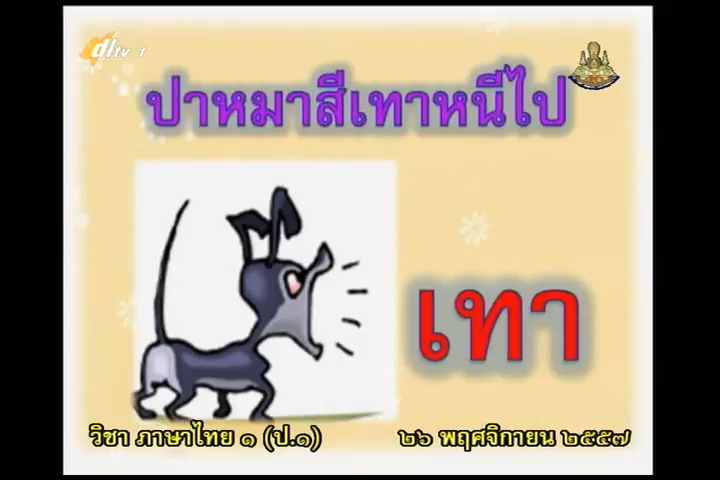 dltv 1
ปาหมาสีเทาหนีไป
เทา
วิชา ภาษาไทย ๑ (ป.๑)
๒๖ พฤศจิกายน ๒๕๕๗